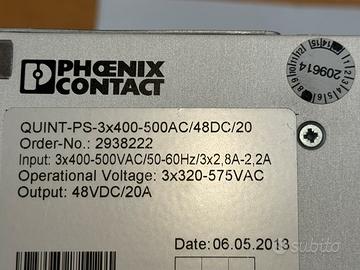 PHOENIX
CONTACT
209614
QUINT-PS-3x400-500AC/48DC/20
Order-No.: 2938222
Input: 3x400-500VAC/50-60Hz/3x2,8A-2,2A
Operational Voltage: 3x320-575VAC
Output: 48VDC/20A
Date: 06.05.2013
subito